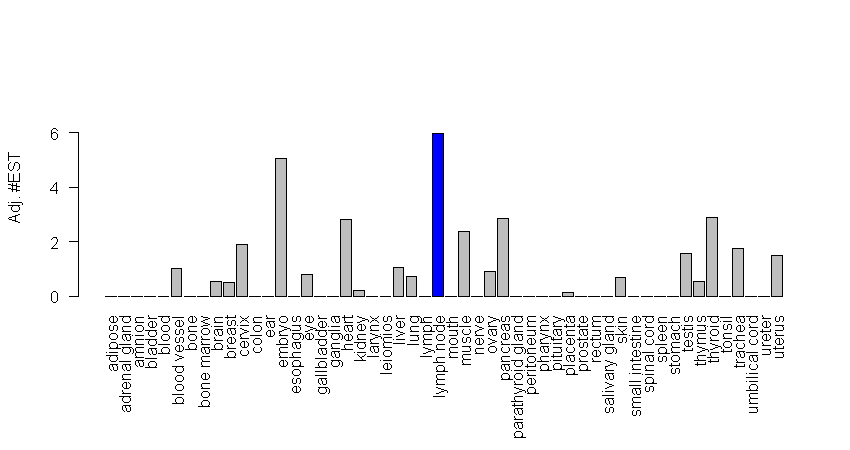 Adj. #EST
6
4
2
0
adipose
adrenal gland
amnion
bladder
blood
blood vessel
bone
bone marrow
brain
breast
cervix
colon
ear
embryo
esophagus
eye
gallbladder
ganglia
heart
kidney
larynx
leiomios
liver
lung
lymph
lymph node
mouth
muscle
nerve
ovary
pancreas
parathyroid gland
peritoneum
pharynx
pituitary
placenta
prostate
rectum
salivary gland
skin
small intestine
spinal cord
spleen
stomach
testis
thymus
thyroid
tonsil
trachea
umbilical cord
ureter
uterus